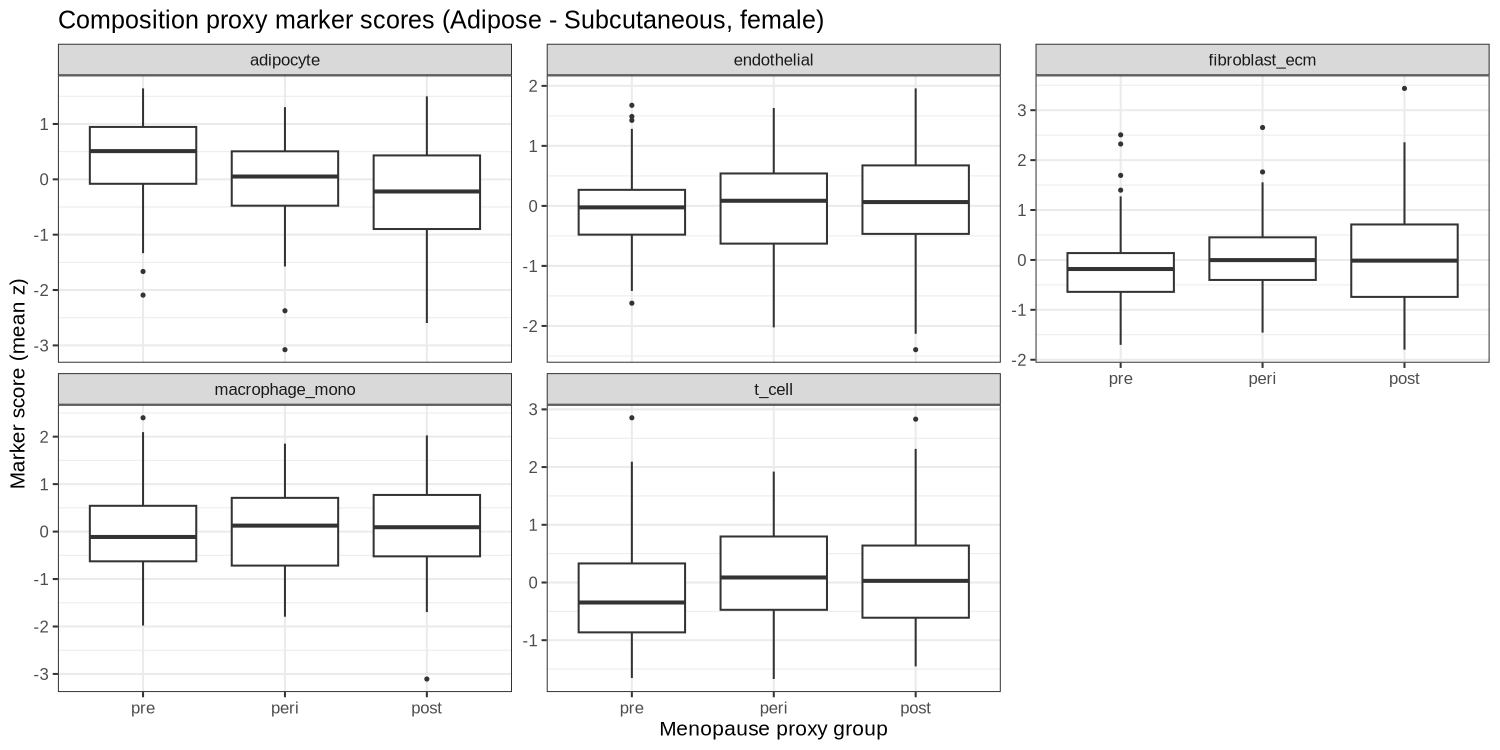 Composition proxy marker scores (Adipose - Subcutaneous, female)
adipocyte
endothelial
fibroblast_ecm
1
0
-1
-2
-3
2
1
0
-1
-2
3
2
1
0
-1
-2
pre peri post
macrophage_mono
t_cell
2
1
0
-1
-2
-3
3
2
1
0
-1
pre peri post
pre peri post
Marker score (mean z)
Menopause proxy group